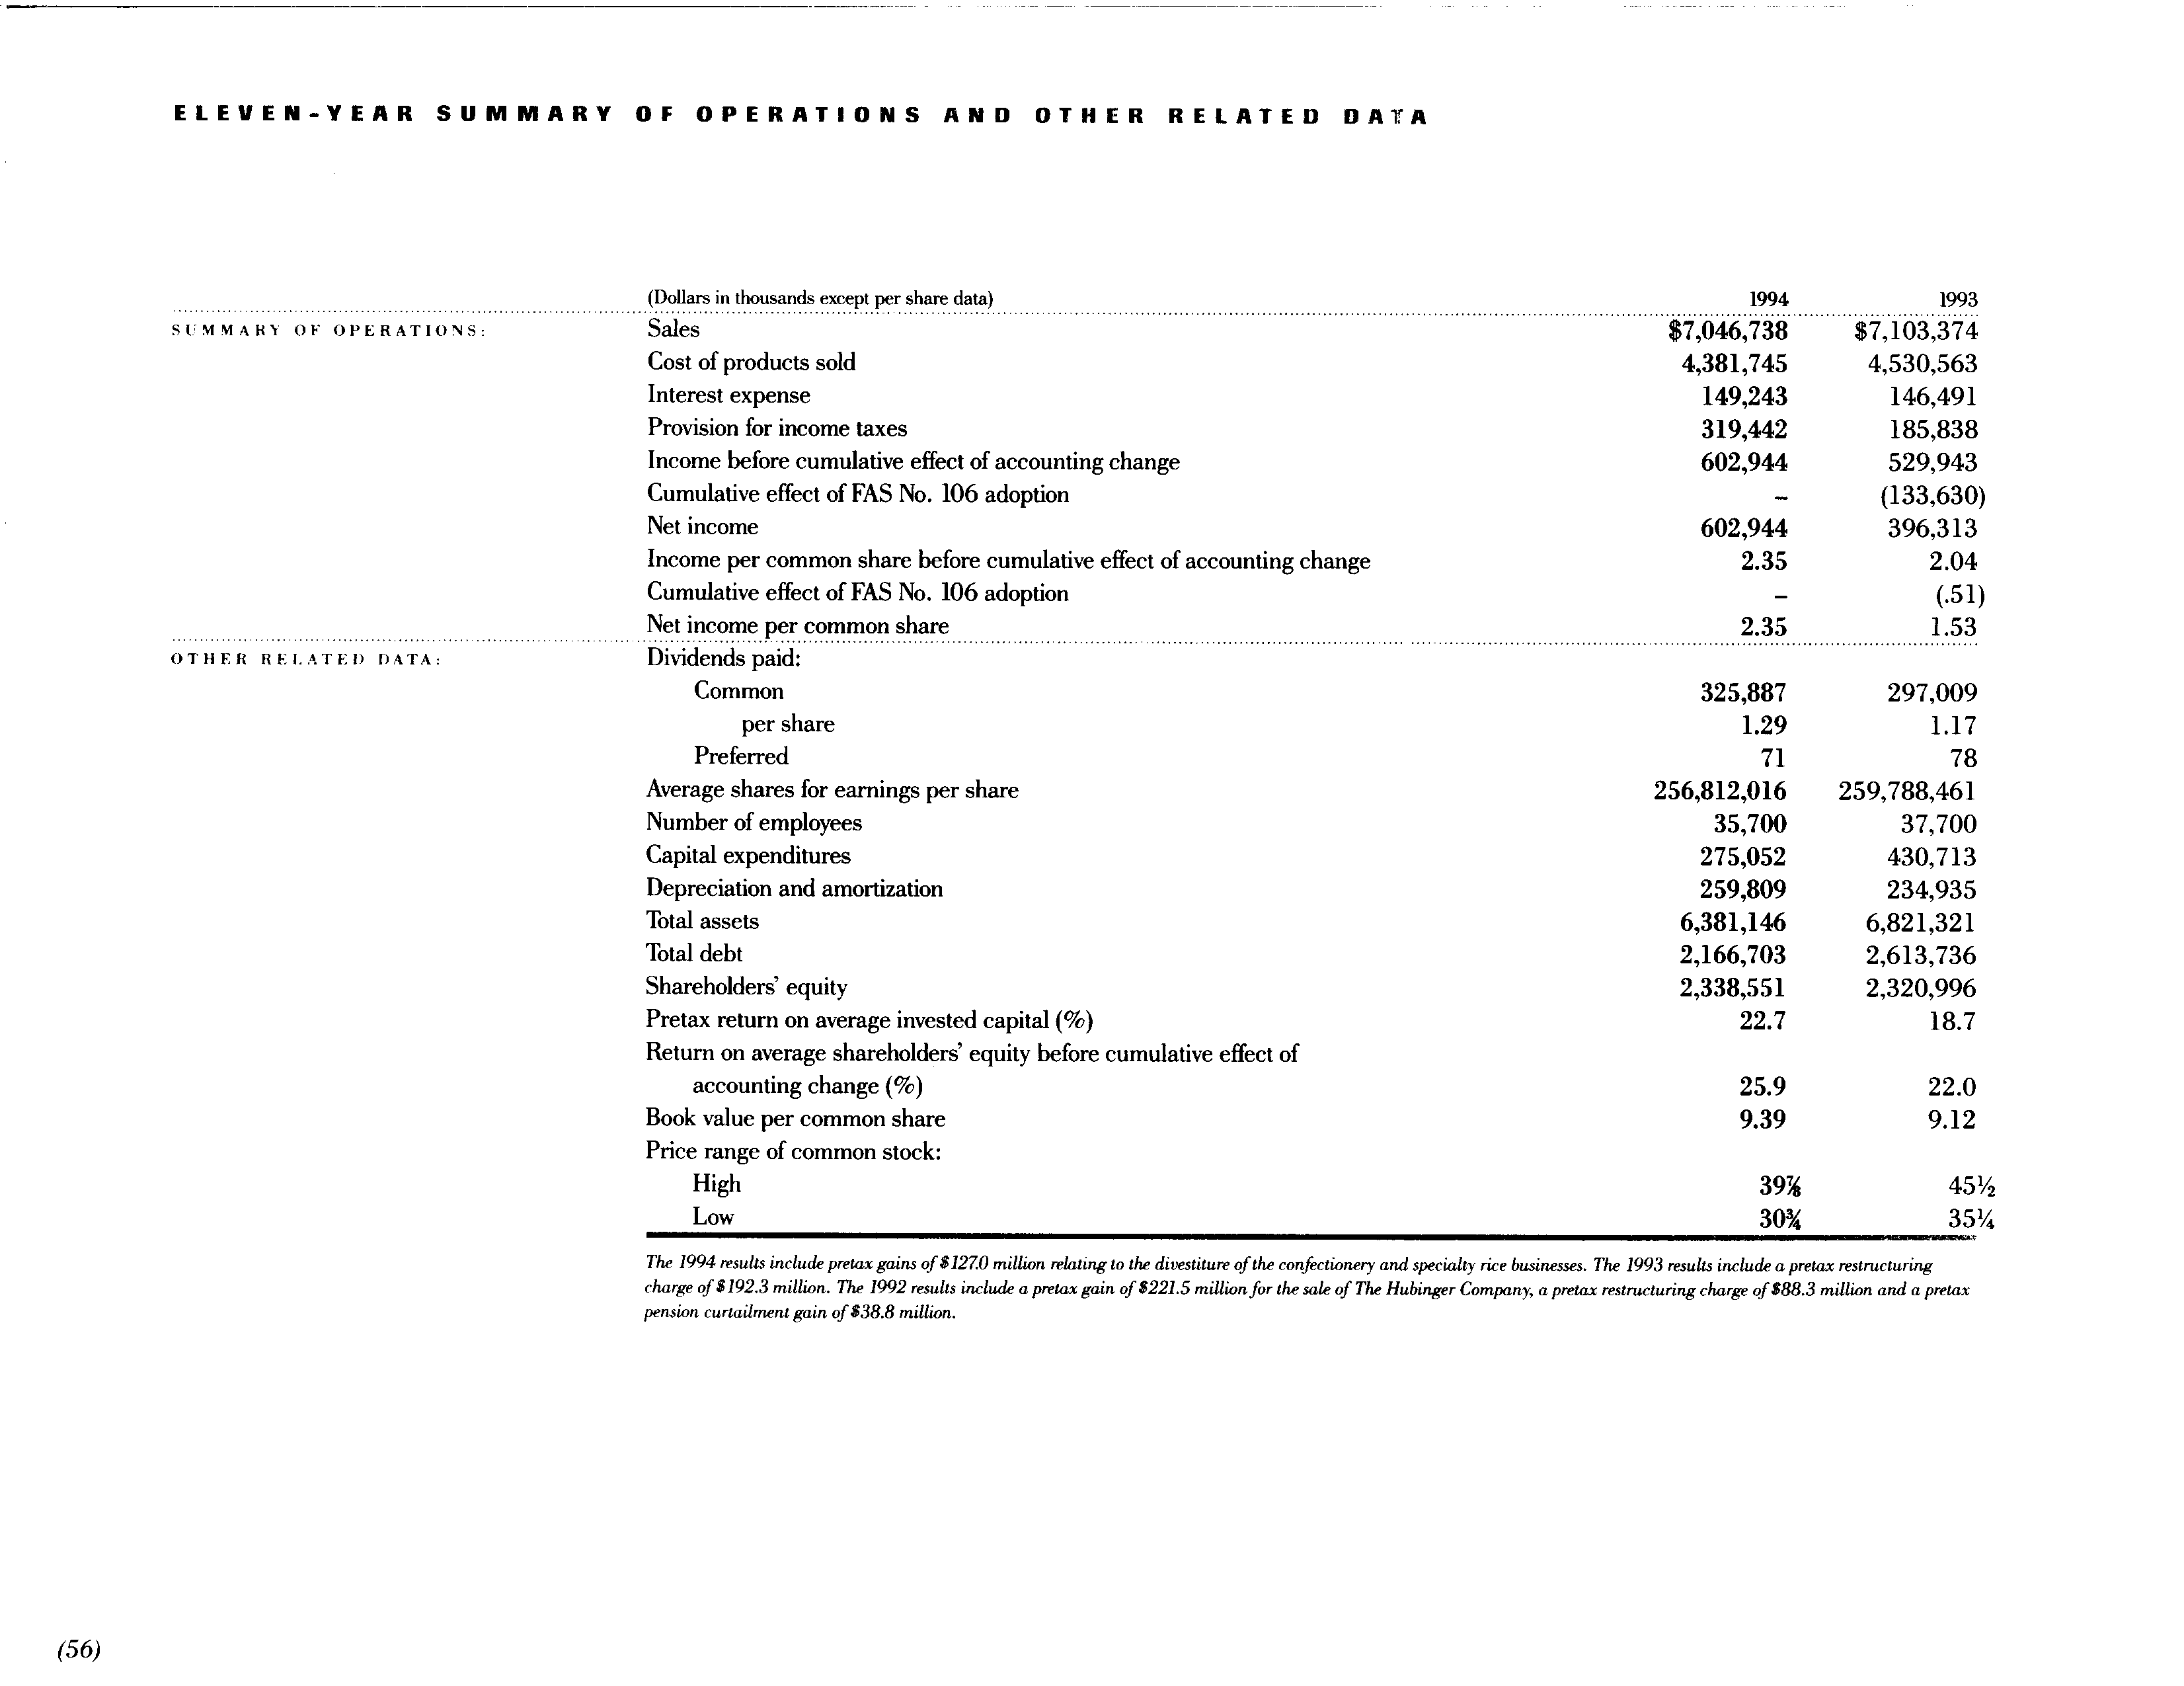 ELEVEN-YEAR SUMMARY OF OPERATIONS AND OTHER RELATED DATA
(Dollars in thousands except per share data) 1994 1993
SUMMARY OF OPERATIONS: Sales $7,046,738 $7,103,374
Cost of products sold 4,381,745 4,530,563
Interest expense 149,243 146,491
Provision for income taxes 319,442 185,838
Income before cumulative effect of accounting change 602,944 529,943
Cumulative effect of FAS No. 106 adoption – (133,630)
Net income 602,944 396,313
Income per common share before cumulative effect of accounting change 2.35 2.04
Cumulative effect of FAS No. 106 adoption – (.51)
Net income per common share 2.35 1.53
OTHER RELATED DATA: Dividends paid:
Common 325,887 297,009
per share 1.29 1.17
Preferred 71 78
Average shares for earnings per share 256,812,016 259,788,461
Number of employees 35,700 37,700
Capital expenditures 275,052 430,713
Depreciation and amortization 259,809 234,935
Total assets 6,381,146 6,821,321
Total debt 2,166,703 2,613,736
Shareholders' equity 2,338,551 2,320,996
Pretax return on average invested capital (%) 22.7 18.7
Return on average shareholders' equity before cumulative effect of
accounting change (%) 25.9 22.0
Book value per common share 9.39 9.12
Price range of common stock:
High 39⅞ 45½
Low 30¾ 35¼
The 1994 results include pretax gains of $127.0 million relating to the divestiture of the confectionery and specialty rice businesses. The 1993 results include a pretax restructuring
charge of $192.3 million. The 1992 results include a pretax gain of $221.5 million for the sale of The Hubinger Company, a pretax restructuring charge of $88.3 million and a pretax
pension curtailment gain of $38.8 million.
(56)